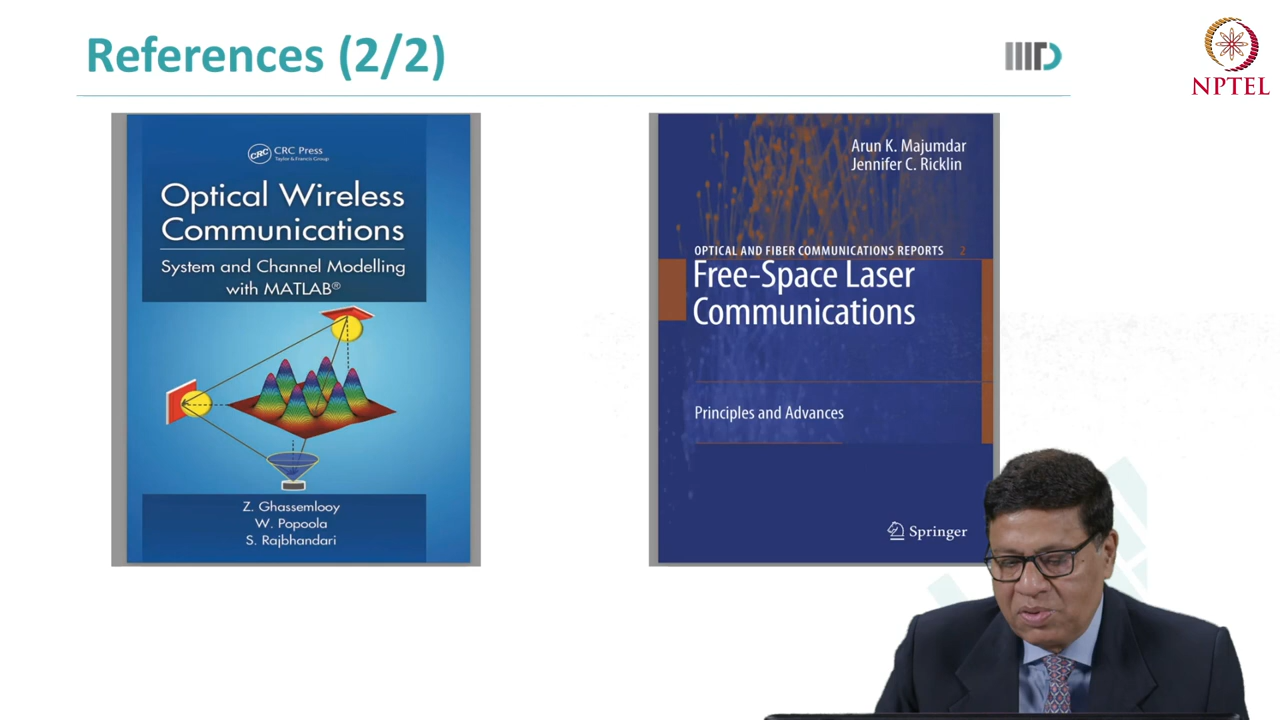 References (2/2)
IIITD
NPTEL
CRC CRC Press
Taylor & Francis Group
Optical Wireless
Communications
System and Channel Modelling
with MATLAB®
Z. Ghassemlooy
W. Popoola
S. Rajbhandari
Arun K. Majumdar
Jennifer C. Ricklin
OPTICAL AND FIBER COMMUNICATIONS REPORTS 2
Free-Space Laser
Communications
Principles and Advances
Springer